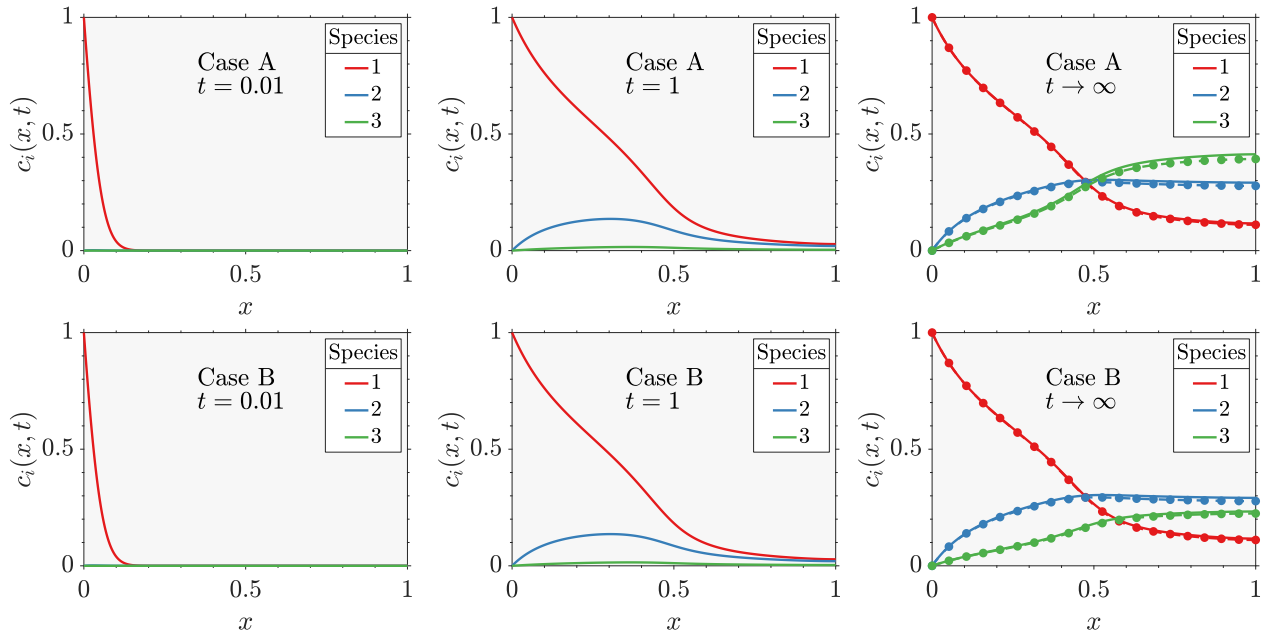 1
0.5
0
c_i(x, t)
Case A
t = 0.01
Species
1
2
3
0
0.5
1
x
1
0.5
0
c_i(x, t)
Case A
t = 1
Species
1
2
3
0
0.5
1
x
1
0.5
0
c_i(x, t)
Case A
t → ∞
Species
1
2
3
0
0.5
1
x
1
0.5
0
c_i(x, t)
Case B
t = 0.01
Species
1
2
3
0
0.5
1
x
1
0.5
0
c_i(x, t)
Case B
t = 1
Species
1
2
3
0
0.5
1
x
1
0.5
0
c_i(x, t)
Case B
t → ∞
Species
1
2
3
0
0.5
1
x